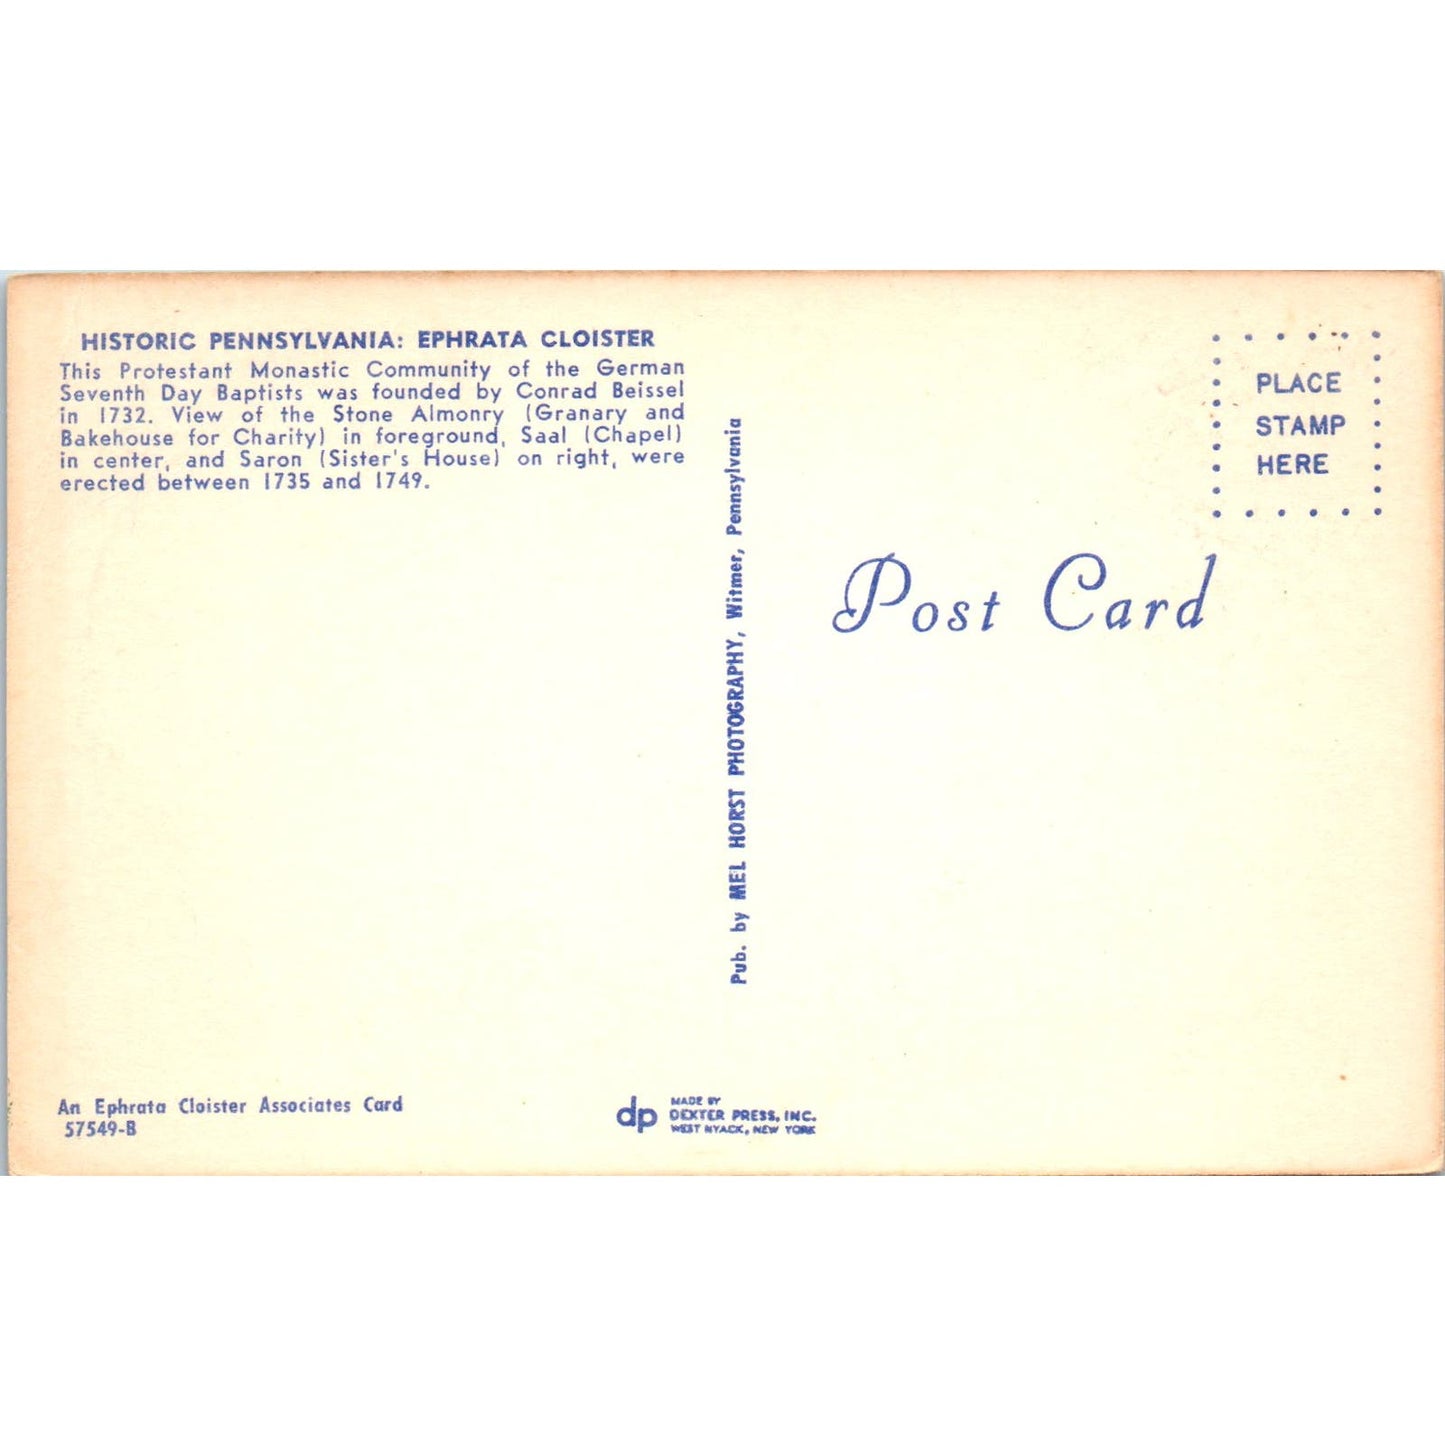 HISTORIC PENNSYLVANIA: EPHRATA CLOISTER
This Protestant Monastic Community of the German
Seventh Day Baptists was founded by Conrad Beissel
in 1732. View of the Stone Almonry (Granary and
Bakehouse for Charity) in foreground, Saal (Chapel)
in center, and Saron (Sister's House) on right, were
erected between 1735 and 1749.
An Ephrata Cloister Associates Card
57549-B
Pub. by MEL HORST PHOTOGRAPHY, Witmer, Pennsylvania
dp
MADE BY
DEXTER PRESS, INC.
WEST NYACK, NEW YORK
PLACE
STAMP
HERE
Post Card